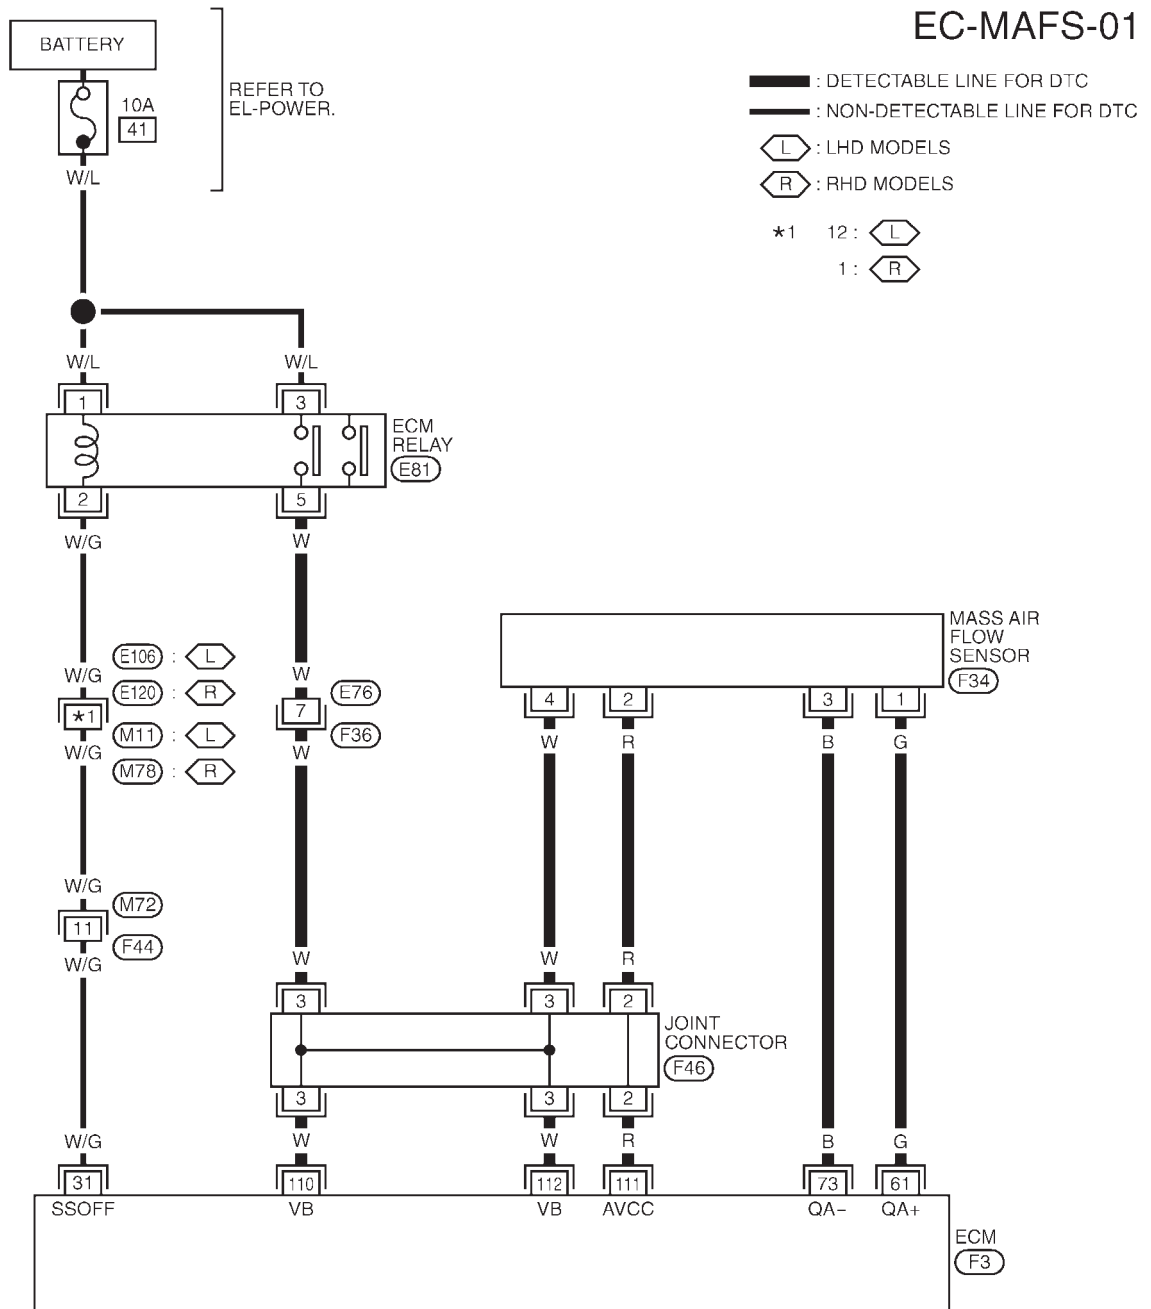 EC-MAFS-01
BATTERY
REFER TO
EL-POWER.
10A
41
W/L
: DETECTABLE LINE FOR DTC
: NON-DETECTABLE LINE FOR DTC
L : LHD MODELS
R : RHD MODELS
★1 12 : L
1 : R
W/L W/L
1 3
ECM
RELAY
E81
2 5
W/G W
W/G W
E106 : L
E120 : R
★1
M11 : L
M78 : R
W/G
7
E76
F36
W
MASS AIR
FLOW
SENSOR
F34
4 2 3 1
W R B G
W/G
M72
11
F44
W/G
W W R
3 3 2
JOINT
CONNECTOR
F46
3 3 2
W/G W W R B G
31 110 112 111 73 61
SSOFF VB VB AVCC QA− QA+
ECM
F3